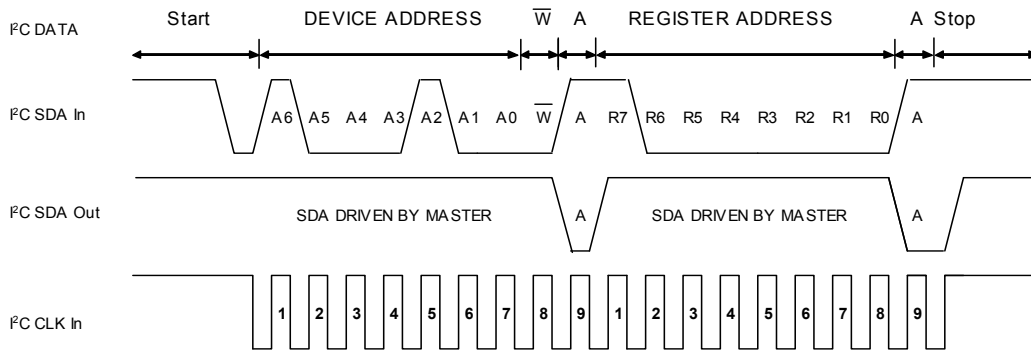 I²C DATA Start DEVICE ADDRESS W̅ A REGISTER ADDRESS A Stop
I²C SDA In A6 A5 A4 A3 A2 A1 A0 W̅ A R7 R6 R5 R4 R3 R2 R1 R0 A
I²C SDA Out SDA DRIVEN BY MASTER A SDA DRIVEN BY MASTER A
I²C CLK In 1 2 3 4 5 6 7 8 9 1 2 3 4 5 6 7 8 9